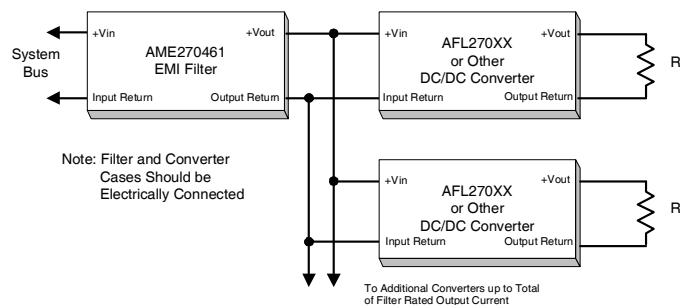 System
Bus
+Vin
+Vout
AME270461
EMI Filter
Input Return
Output Return
+Vin
+Vout
AFL270XX
or Other
DC/DC Converter
Input Return
Output Return
R
Note: Filter and Converter
Cases Should be
Electrically Connected
+Vin
+Vout
AFL270XX
or Other
DC/DC Converter
Input Return
Output Return
R
To Additional Converters up to Total
of Filter Rated Output Current